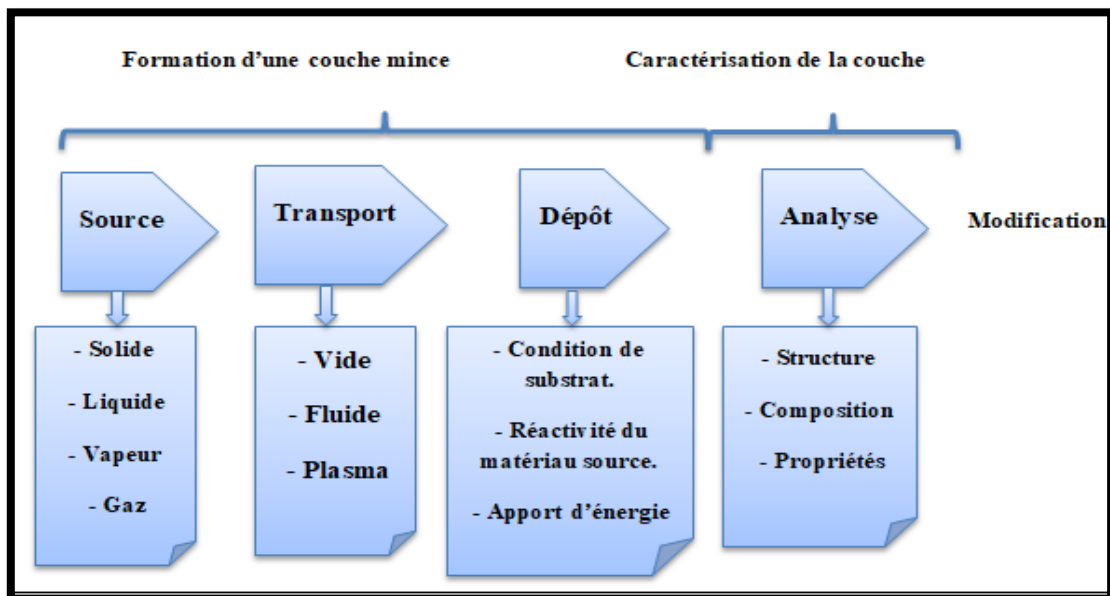 Formation d'une couche mince
Caractérisation de la couche
Source
Transport
Dépôt
Analyse
Modification
- Solide
- Liquide
- Vapeur
- Gaz
- Vide
- Fluide
- Plasma
- Condition de
substrat.
- Réactivité du
matériau source.
- Apport d'énergie
- Structure
- Composition
- Propriétés